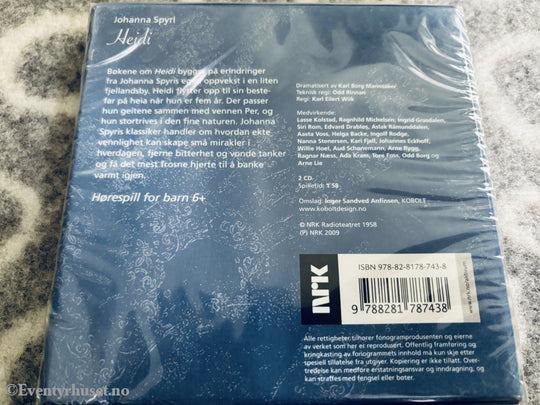 Johanna Spyri
Heidi
Bøkene om Heidi bygger på erindringer
fra Johanna Spyris egen oppvekst i en liten
fjellandsby. Heidi flytter opp til sin beste-
far på heia når hun er fem år. Der passer
hun geitene sammen med vennen Per, og
hun stortrives i den fine naturen. Johanna
Spyris klassiker handler om hvordan ekte
vennlighet kan skape små mirakler i
hverdagen, fjerne bitterhet og vonde tanker
og få det mest frosne hjerte til å banke
varmt igjen.
Hørespill for barn 6+
Dramatisert av Karl Borg Mannsåker
Teknisk regi: Odd Rinnan
Regi: Karl Eilert Wiik
Medvirkende:
Lasse Kolstad, Ragnhild Michelsen, Ingrid Grasdalen,
Siri Rom, Edvard Drabløs, Aslak Råmunddalen,
Aasta Voss, Helga Backe, Ingolf Rogde,
Nanna Stenersen, Kari Fjell, Johannes Eckhoff,
Willie Hoel, Aud Schanemann, Arne Bygg,
Ragnar Næss, Ada Kram, Tore Foss, Odd Borg og
Arne Lie
2 CD
Spilletid: 1 58
Omslag: Inger Sandved Anfinsen, KOBOLT
www.koboltdesign.no
© NRK Radioteatret 1958
(P) NRK 2009
NRK
ISBN 978-82-8178-743-8
9 788281 787438
Alle rettigheter tilhører fonogramprodusenten og eierne
av verket som her er reprodusert. Offentlig framføring og
kringkasting av fonogrammets innhold må kun skje etter
spesiell tillatelse fra utgiver. Kopiering er ikke tillatt. Over-
tredelse kan medføre erstatningsansvar og inndragning, og
kan straffes med fengsel eller bøter.
© Eventyrhuset.no